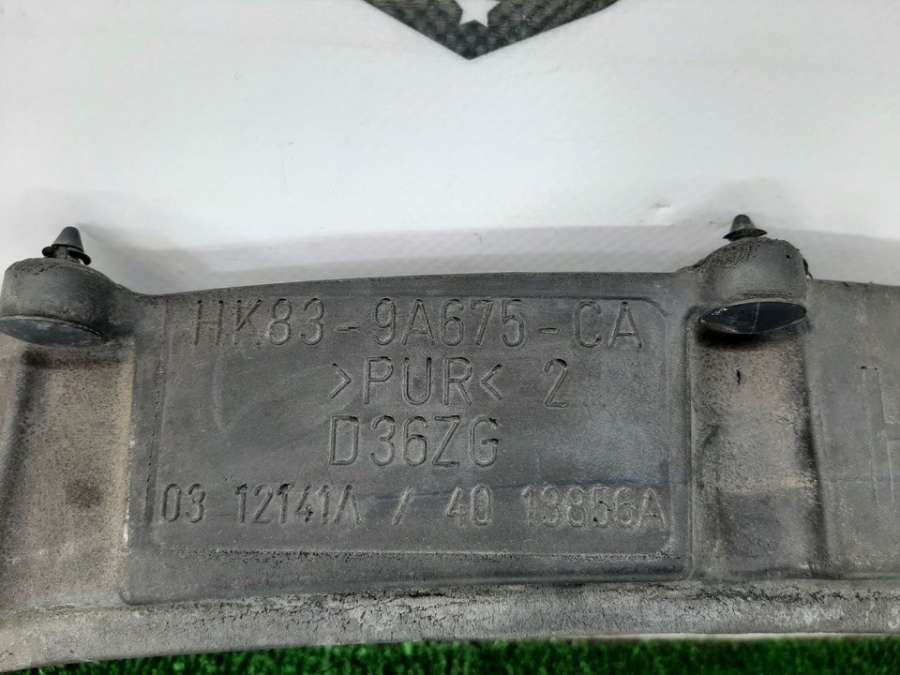 HK83-9A675-CA
>PUR< 2
D36ZG
03 12141A / 40 13856A